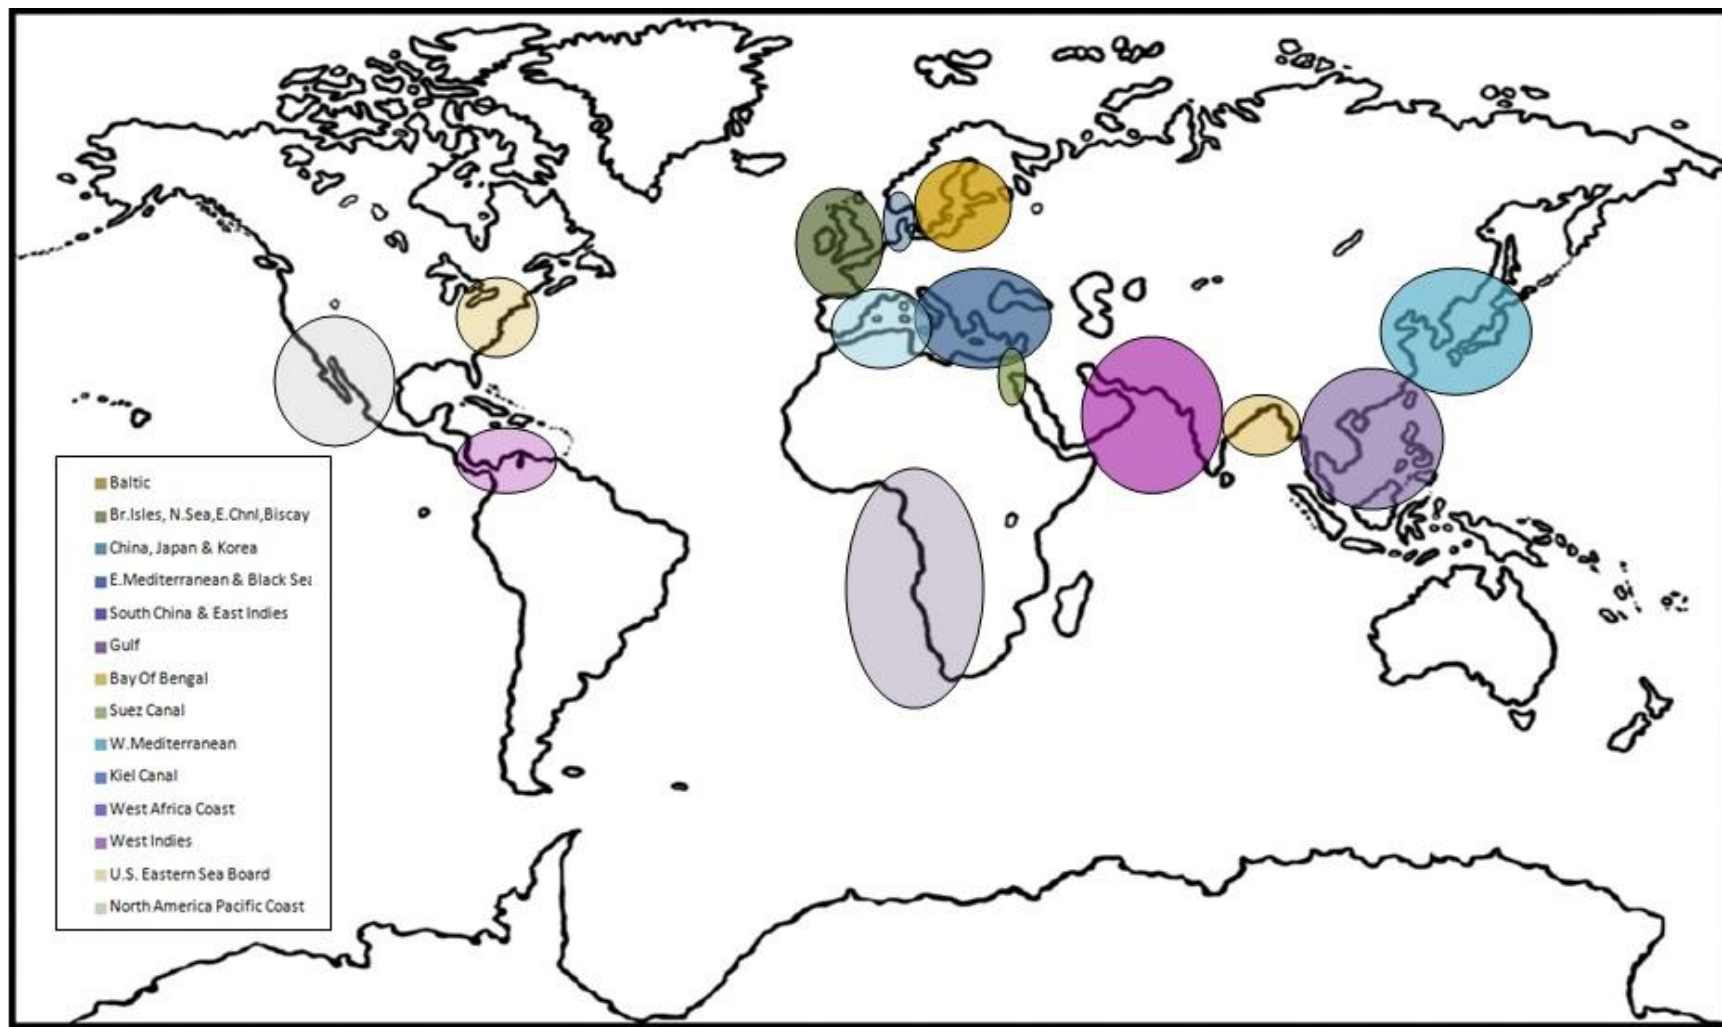 Baltic
Br.Isles, N.Sea,E.Chnl,Biscay
China, Japan & Korea
E.Mediterranean & Black Sea
South China & East Indies
Gulf
Bay Of Bengal
Suez Canal
W.Mediterranean
Kiel Canal
West Africa Coast
West Indies
U.S. Eastern Sea Board
North America Pacific Coast